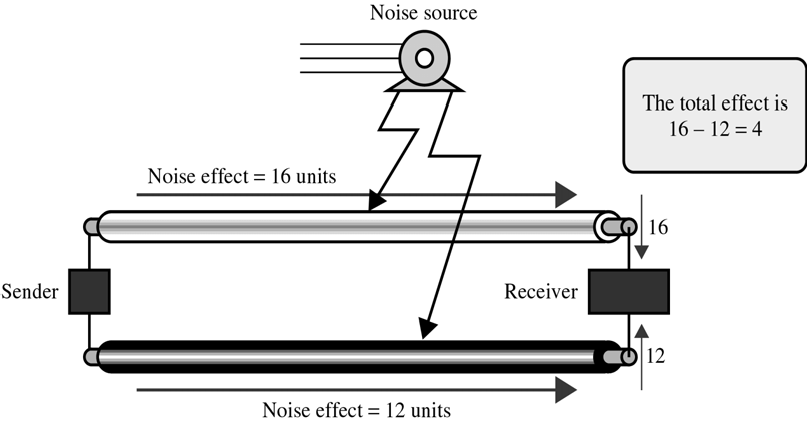 Noise source
The total effect is
16 – 12 = 4
Noise effect = 16 units
16
Sender
Receiver
12
Noise effect = 12 units